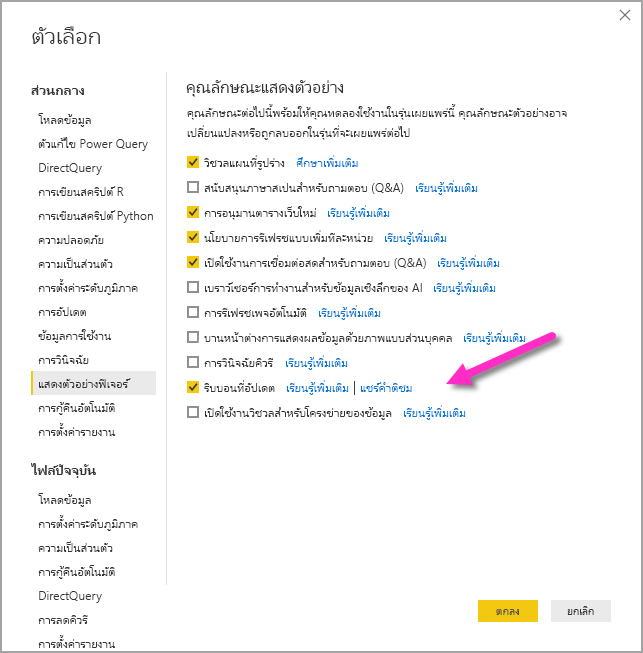 ตัวเลือก
ส่วนกลาง
โหลดข้อมูล
ตัวแก้ไข Power Query
DirectQuery
การเขียนสคริปต์ R
การเขียนสคริปต์ Python
ความปลอดภัย
ความเป็นส่วนตัว
การตั้งค่าระดับภูมิภาค
การอัปเดต
ข้อมูลการใช้งาน
การวินิจฉัย
แสดงตัวอย่างฟีเจอร์
การกู้คืนอัตโนมัติ
การตั้งค่ารายงาน
ไฟล์ปัจจุบัน
โหลดข้อมูล
การตั้งค่าระดับภูมิภาค
ความเป็นส่วนตัว
การกู้คืนอัตโนมัติ
DirectQuery
การลดคิวรี
การตั้งค่ารายงาน
คุณลักษณะแสดงตัวอย่าง
คุณลักษณะต่อไปนี้พร้อมให้คุณทดลองใช้งานในรุ่นเผยแพร่นี้ คุณลักษณะตัวอย่างอาจ
เปลี่ยนแปลงหรือถูกลบออกในรุ่นที่จะเผยแพร่ต่อไป
วิชวลแผนที่รูปร่าง ศึกษาเพิ่มเติม
สนับสนุนภาษาสเปนสำหรับถามตอบ (Q&A) เรียนรู้เพิ่มเติม
การอนุมานตารางเว็บใหม่ เรียนรู้เพิ่มเติม
นโยบายการรีเฟรชแบบเพิ่มทีละหน่วย เรียนรู้เพิ่มเติม
เปิดใช้งานการเชื่อมต่อสดสำหรับถามตอบ (Q&A) เรียนรู้เพิ่มเติม
เบราว์เซอร์การทำงานสำหรับข้อมูลเชิงลึกของ AI เรียนรู้เพิ่มเติม
การรีเฟรชเพจอัตโนมัติ เรียนรู้เพิ่มเติม
บานหน้าต่างการแสดงผลข้อมูลด้วยภาพแบบส่วนบุคคล เรียนรู้เพิ่มเติม
การวินิจฉัยคิวรี เรียนรู้เพิ่มเติม
ริบบอนที่อัปเดต เรียนรู้เพิ่มเติม | แชร์คำติชม
เปิดใช้งานวิชวลสำหรับโครงข่ายของข้อมูล เรียนรู้เพิ่มเติม
ตกลง
ยกเลิก